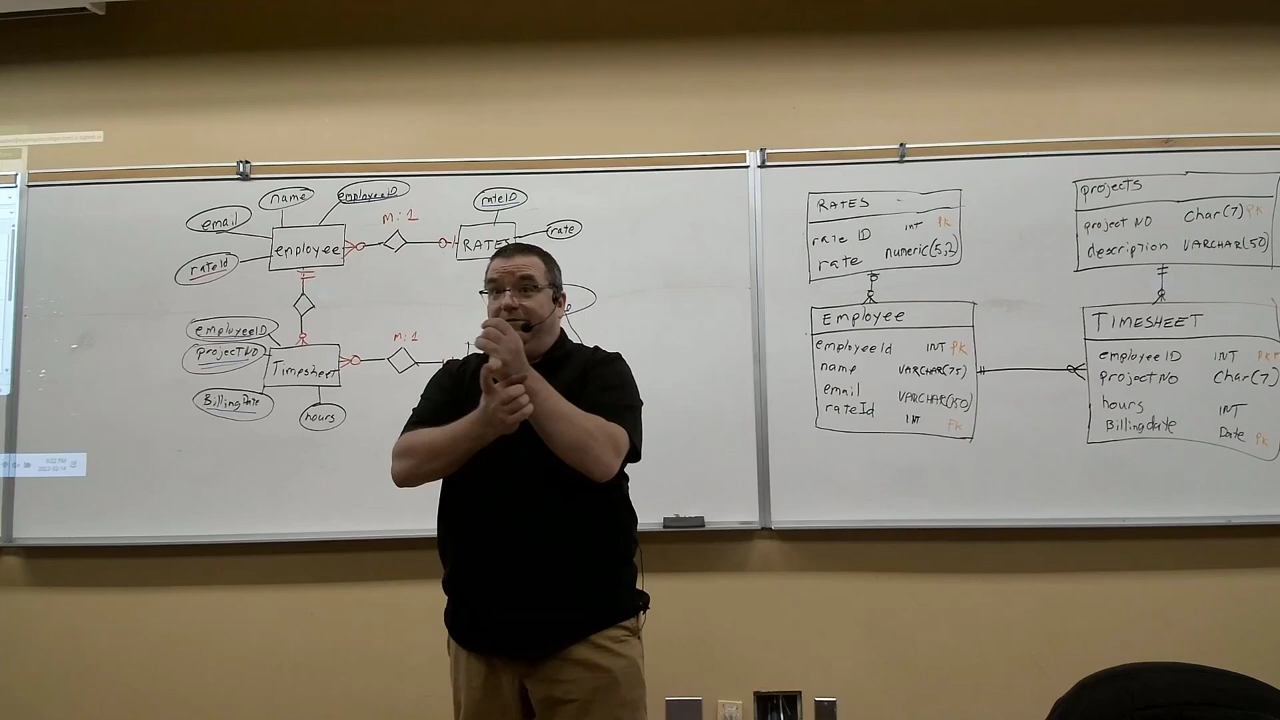 name
employeeID
email
employee
rateId
M:1
rateID
RATES
rate
employeeID
projectNO
Timesheet
BillingDate
hours
M:1
RATES
rate ID INT PK
rate numeric(5,2)
Employee
employeeId INT PK
name VARCHAR(75)
email VARCHAR(150)
rateId INT FK
projects
project NO char(7) PK
description VARCHAR(50)
TIMESHEET
employeeID INT
projectNO char(7)
hours INT
Billingdate Date PK